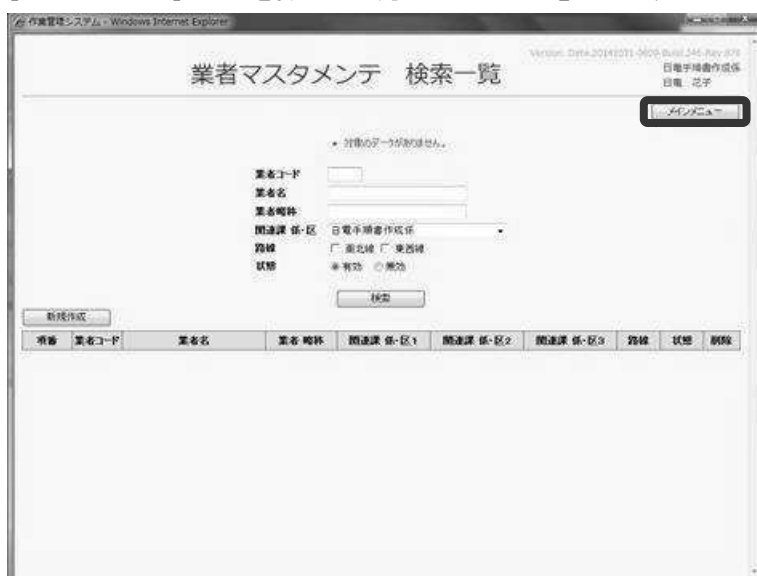 作業管理システム - Windows Internet Explorer
業者マスタメンテ 検索一覧
日電手順書作成係
日電 花子
メインメニュー
• 対象のデータがありません。
業者コード
業者名
業者略称
関連課 係・区 日電手順書作成係
路線 南北線 東西線
状態 有効 無効
検索
新規作成
項番 業者コード 業者名 業者 略称 関連課 係・区1 関連課 係・区2 関連課 係・区3 路線 状態 削除